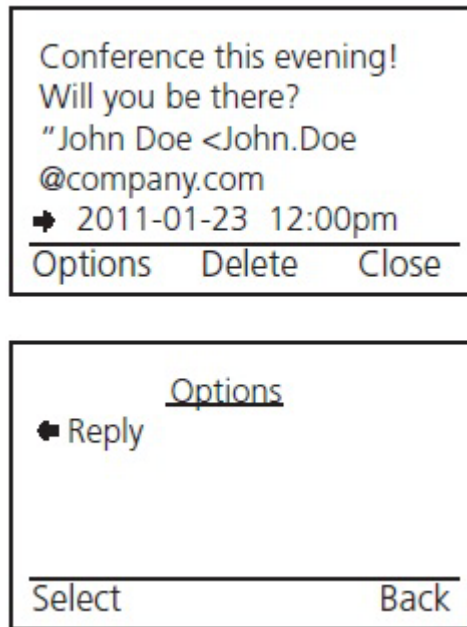 Conference this evening!
Will you be there?
"John Doe <John.Doe
@company.com
2011-01-23 12:00pm
Options Delete Close
Options
Reply
Select Back